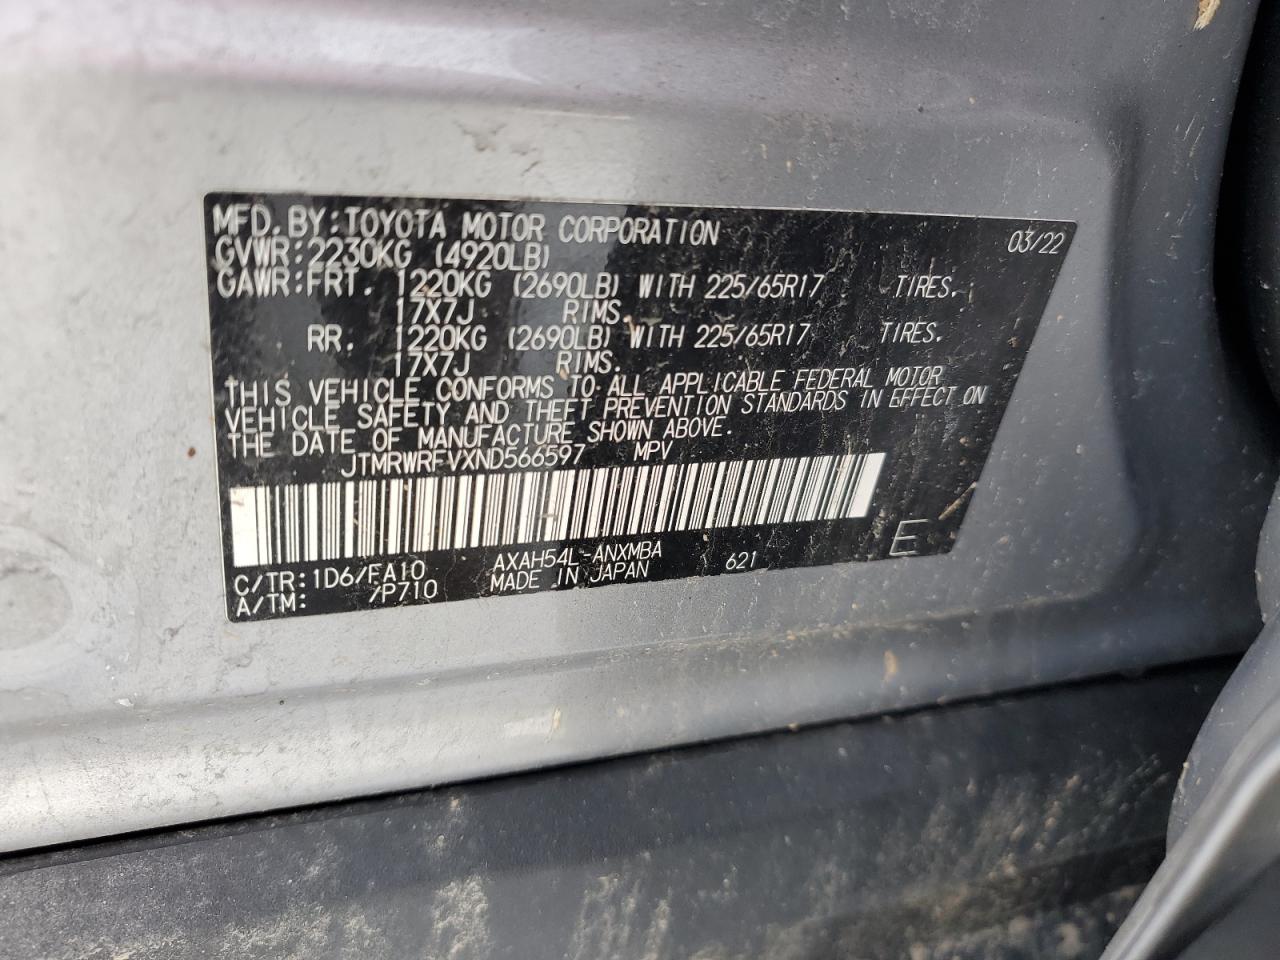 MFD. BY: TOYOTA MOTOR CORPORATION 03/22
GVWR: 2230KG (4920LB)
GAWR: FRT. 1220KG (2690LB) WITH 225/65R17 TIRES,
17X7J RIMS.
RR. 1220KG (2690LB) WITH 225/65R17 TIRES.
17X7J RIMS.
THIS VEHICLE CONFORMS TO ALL APPLICABLE FEDERAL MOTOR
VEHICLE SAFETY AND THEFT PREVENTION STANDARDS IN EFFECT ON
THE DATE OF MANUFACTURE SHOWN ABOVE.
JTMRWRFVXND566597 MPV
C/TR: 1D6/FA10 AXAH54L-ANXMBA 621 E
A/TM: /P710 MADE IN JAPAN